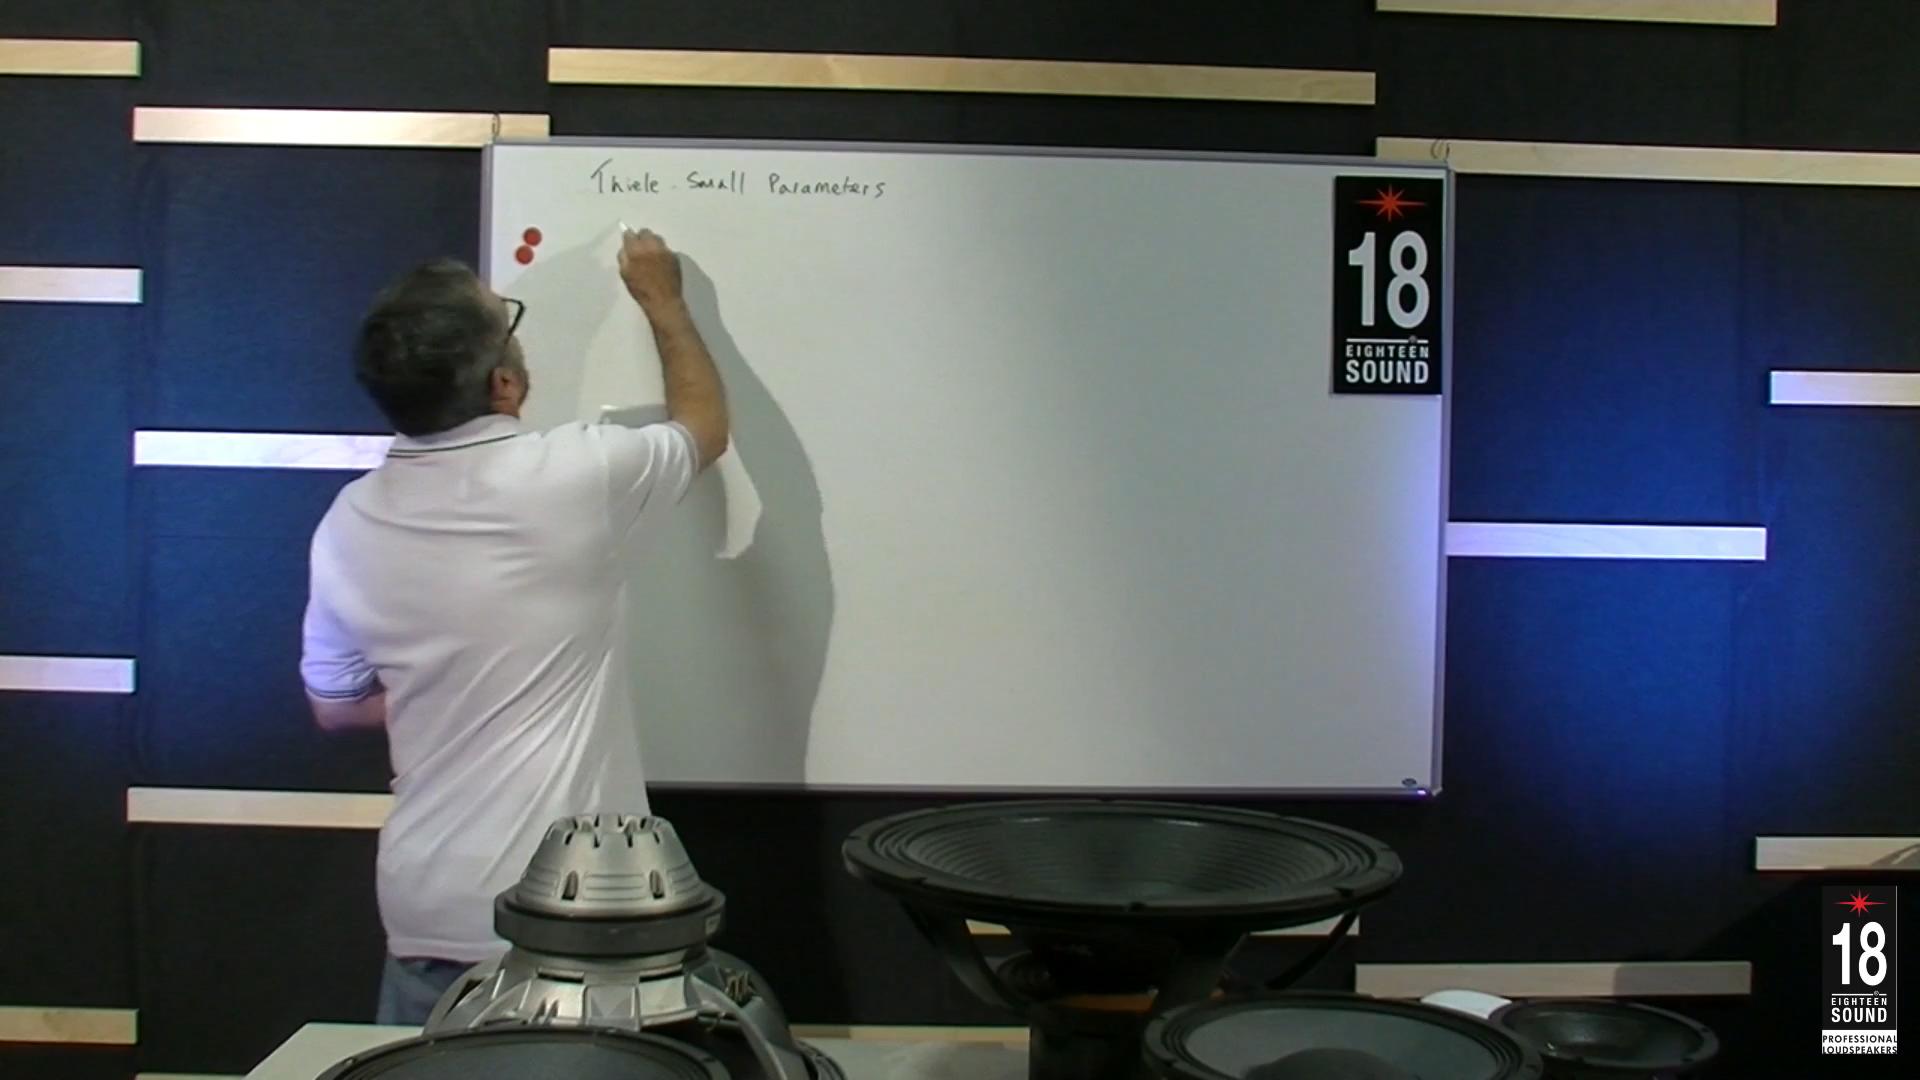 Thiele-Small Parameters
18
EIGHTEEN
SOUND
18
EIGHTEEN
SOUND
PROFESSIONAL
LOUDSPEAKERS